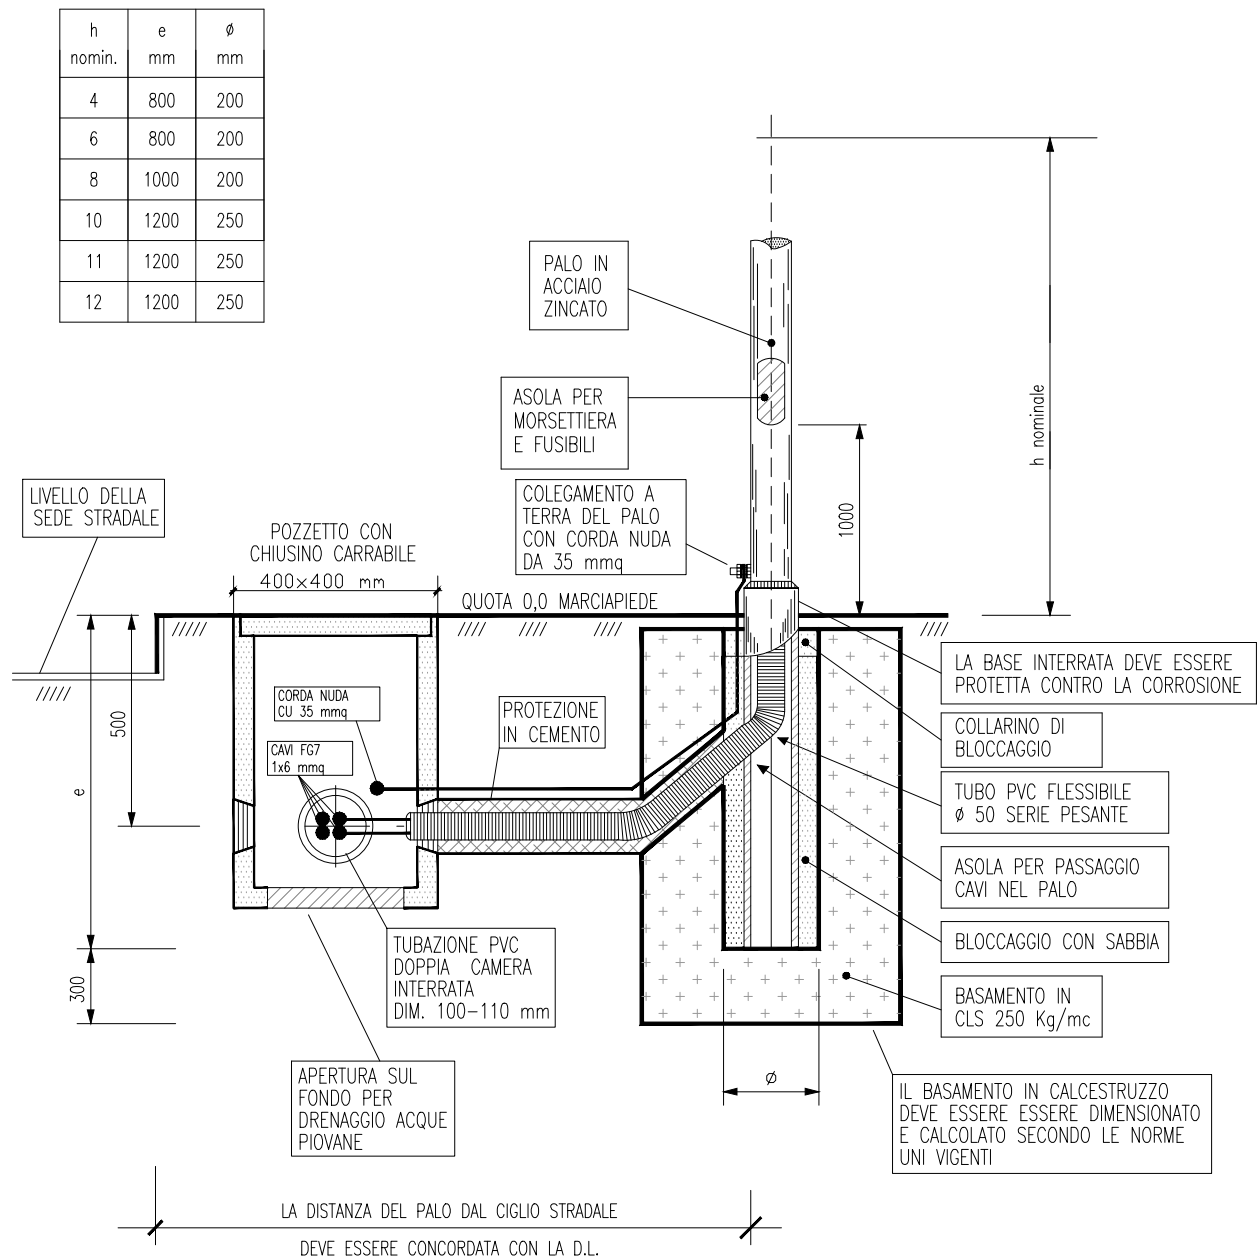 h e ø
nomin. mm mm
4 800 200
6 800 200
8 1000 200
10 1200 250
11 1200 250
12 1200 250
PALO IN
ACCIAIO
ZINCATO
ASOLA PER
MORSETTIERA
E FUSIBILI
h nominale
1000
LIVELLO DELLA
SEDE STRADALE
POZZETTO CON
CHIUSINO CARRABILE
400x400 mm
COLEGAMENTO A
TERRA DEL PALO
CON CORDA NUDA
DA 35 mmq
QUOTA 0,0 MARCIAPIEDE
LA BASE INTERRATA DEVE ESSERE
PROTETTA CONTRO LA CORROSIONE
CORDA NUDA
CU 35 mmq
PROTEZIONE
IN CEMENTO
COLLARINO DI
BLOCCAGGIO
500
CAVI FG7
1x6 mmq
e
TUBO PVC FLESSIBILE
ø 50 SERIE PESANTE
ASOLA PER PASSAGGIO
CAVI NEL PALO
TUBAZIONE PVC
DOPPIA CAMERA
INTERRATA
DIM. 100-110 mm
BLOCCAGGIO CON SABBIA
300
BASAMENTO IN
CLS 250 Kg/mc
APERTURA SUL
FONDO PER
DRENAGGIO ACQUE
PIOVANE
ø
IL BASAMENTO IN CALCESTRUZZO
DEVE ESSERE ESSERE DIMENSIONATO
E CALCOLATO SECONDO LE NORME
UNI VIGENTI
LA DISTANZA DEL PALO DAL CIGLIO STRADALE
DEVE ESSERE CONCORDATA CON LA D.L.